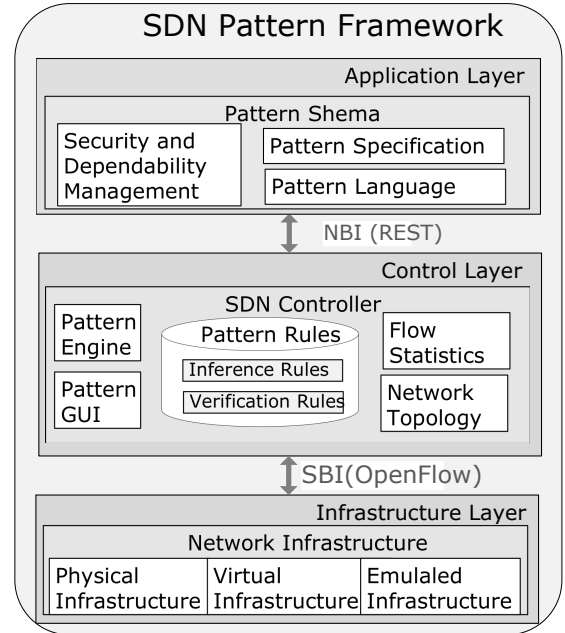 SDN Pattern Framework
Application Layer
Pattern Shema
Security and
Dependability
Management
Pattern Specification
Pattern Language
NBI (REST)
Control Layer
SDN Controller
Pattern
Engine
Pattern
GUI
Pattern Rules
Inference Rules
Verification Rules
Flow
Statistics
Network
Topology
SBI(OpenFlow)
Infrastructure Layer
Network Infrastructure
Physical
Infrastructure
Virtual
Infrastructure
Emulaled
Infrastructure